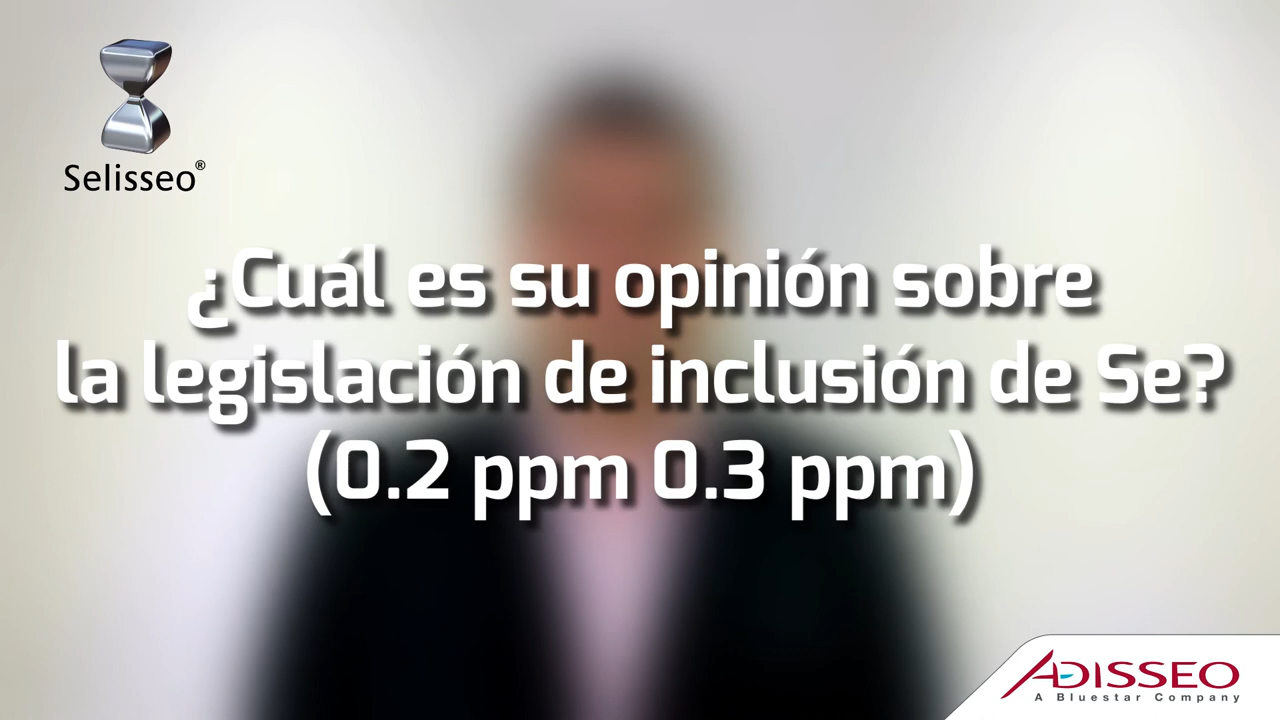 Selisseo®
¿Cuál es su opinión sobre
la legislación de inclusión de Se?
(0.2 ppm 0.3 ppm)
ADISSEO
A Bluestar Company